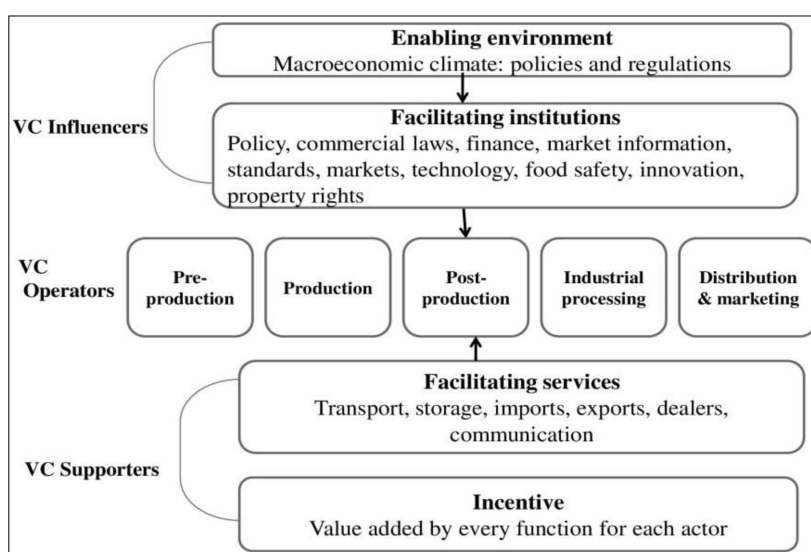 Enabling environment
Macroeconomic climate: policies and regulations
VC Influencers
Facilitating institutions
Policy, commercial laws, finance, market information,
standards, markets, technology, food safety, innovation,
property rights
VC
Operators
Pre-
production
Production
Post-
production
Industrial
processing
Distribution
& marketing
Facilitating services
Transport, storage, imports, exports, dealers,
communication
VC Supporters
Incentive
Value added by every function for each actor